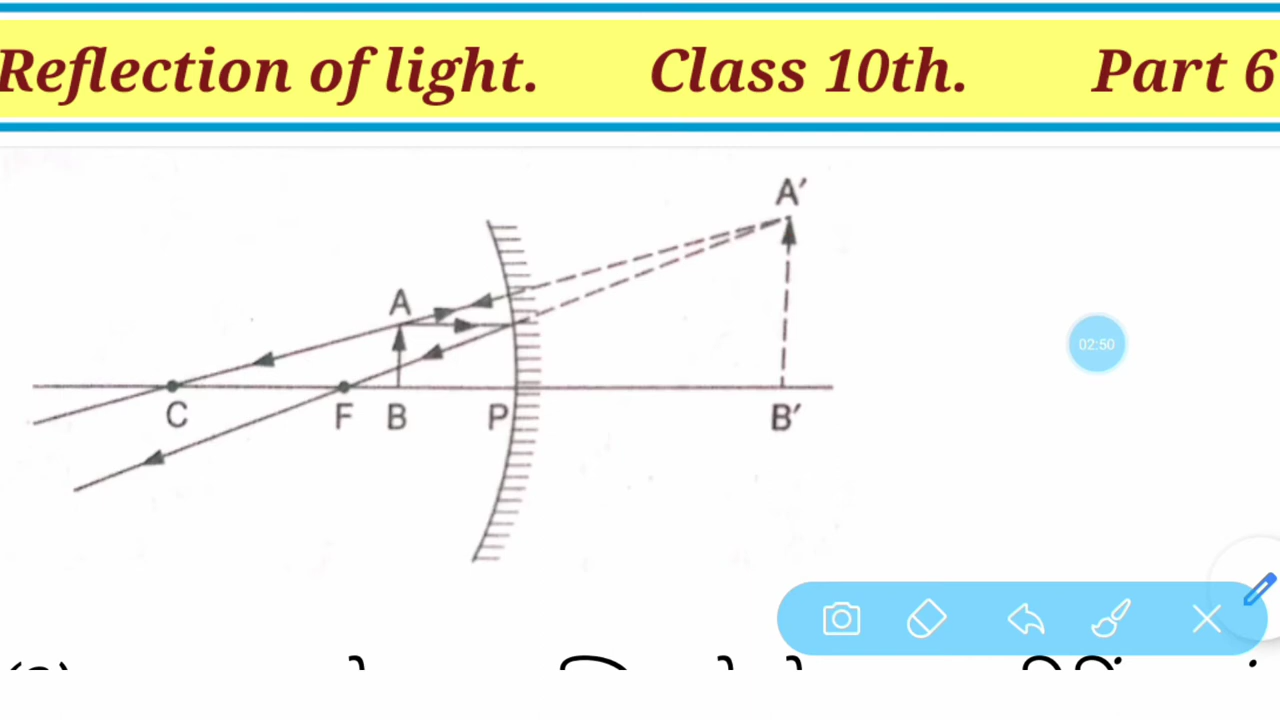 Reflection of light. Class 10th. Part 6
A′
A
02:50
C F B P B′